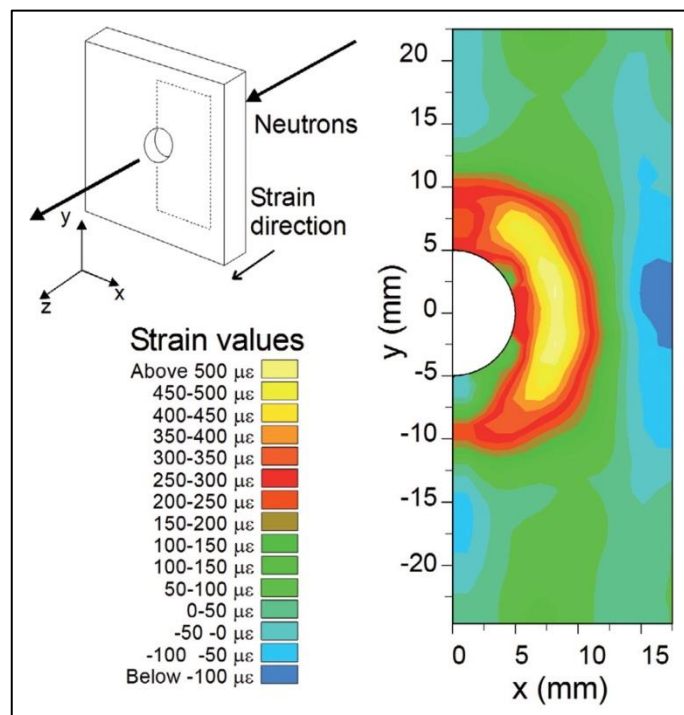 Neutrons
Strain
direction
y
x
z
Strain values
Above 500 με
450-500 με
400-450 με
350-400 με
300-350 με
250-300 με
200-250 με
150-200 με
100-150 με
100-150 με
50-100 με
0-50 με
-50 -0 με
-100 -50 με
Below -100 με
y (mm)
20
15
10
5
0
-5
-10
-15
-20
0 5 10 15
x (mm)